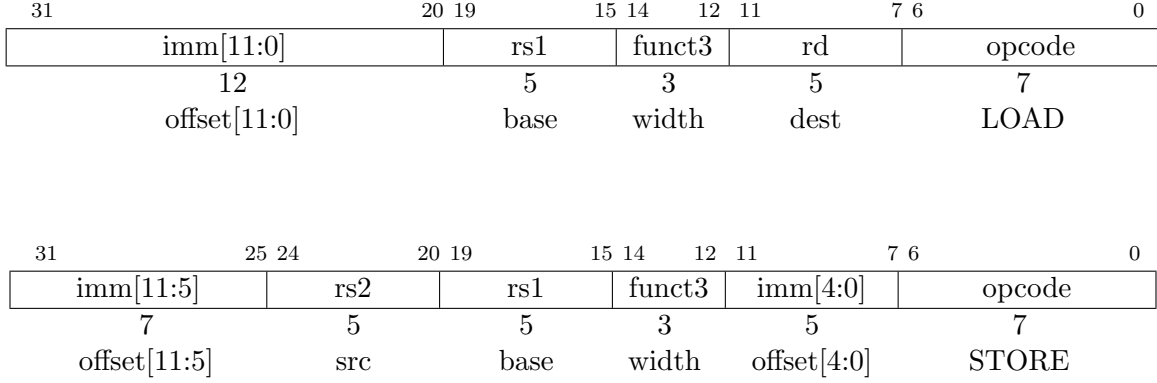 31 20 19 15 14 12 11 7 6 0
imm[11:0] rs1 funct3 rd opcode
12 5 3 5 7
offset[11:0] base width dest LOAD
31 25 24 20 19 15 14 12 11 7 6 0
imm[11:5] rs2 rs1 funct3 imm[4:0] opcode
7 5 5 3 5 7
offset[11:5] src base width offset[4:0] STORE